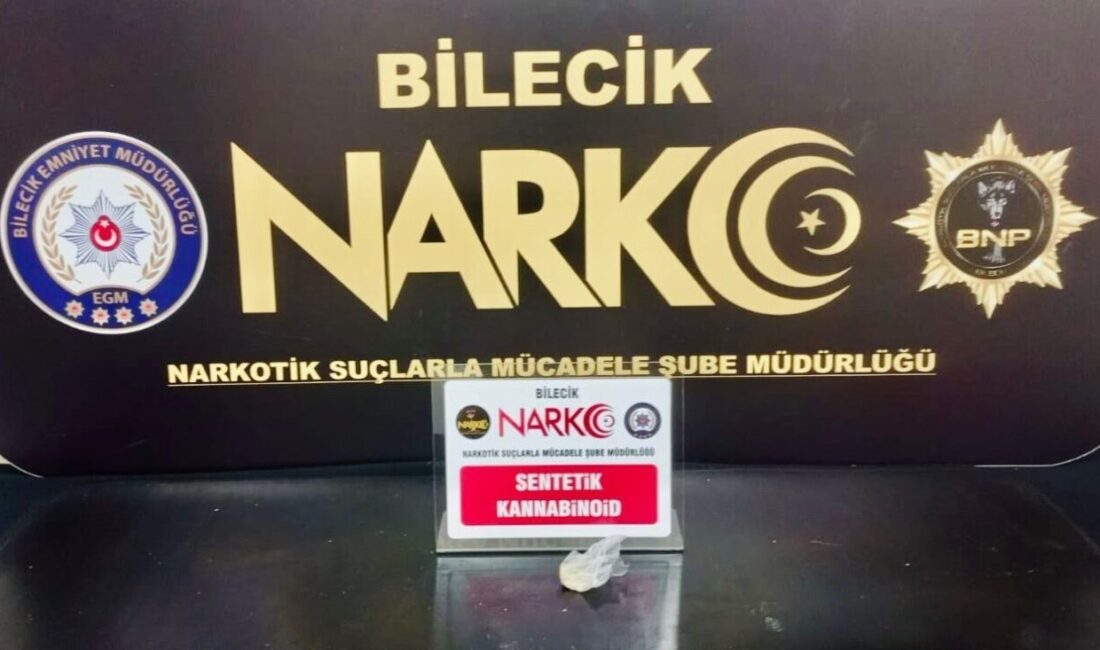 BİLECİK
NARKO
BİLECİK EMNİYET MÜDÜRLÜĞÜ
EGM
BNP
NARKOTİK SUÇLARLA MÜCADELE ŞUBE MÜDÜRLÜĞÜ
BİLECİK
NARKO
NARKOTİK SUÇLARLA MÜCADELE ŞUBE MÜDÜRLÜĞÜ
SENTETİK
KANNABİNOİD